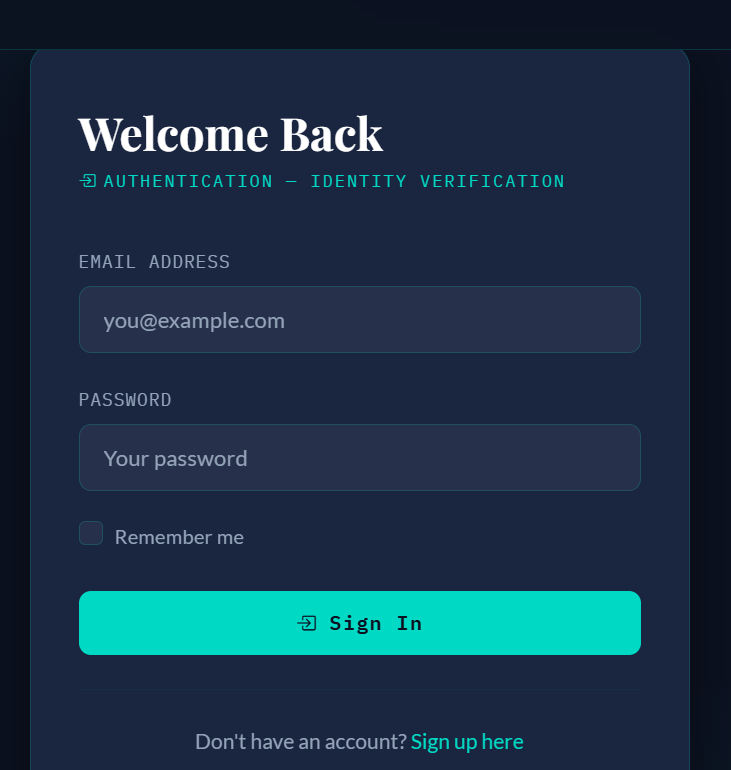 Welcome Back
AUTHENTICATION — IDENTITY VERIFICATION
EMAIL ADDRESS
you@example.com
PASSWORD
Your password
Remember me
Sign In
Don't have an account? Sign up here